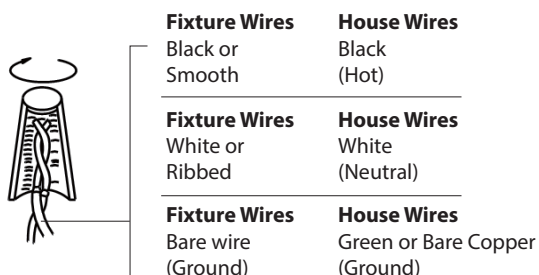 Fixture Wires House Wires
Black or Black
Smooth (Hot)
Fixture Wires House Wires
White or White
Ribbed (Neutral)
Fixture Wires House Wires
Bare wire Green or Bare Copper
(Ground) (Ground)